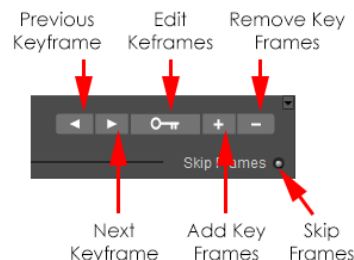 Previous Keyframe
Edit Keframes
Remove Key Frames
Skip Frames
Next Keyframe
Add Key Frames
Skip Frames